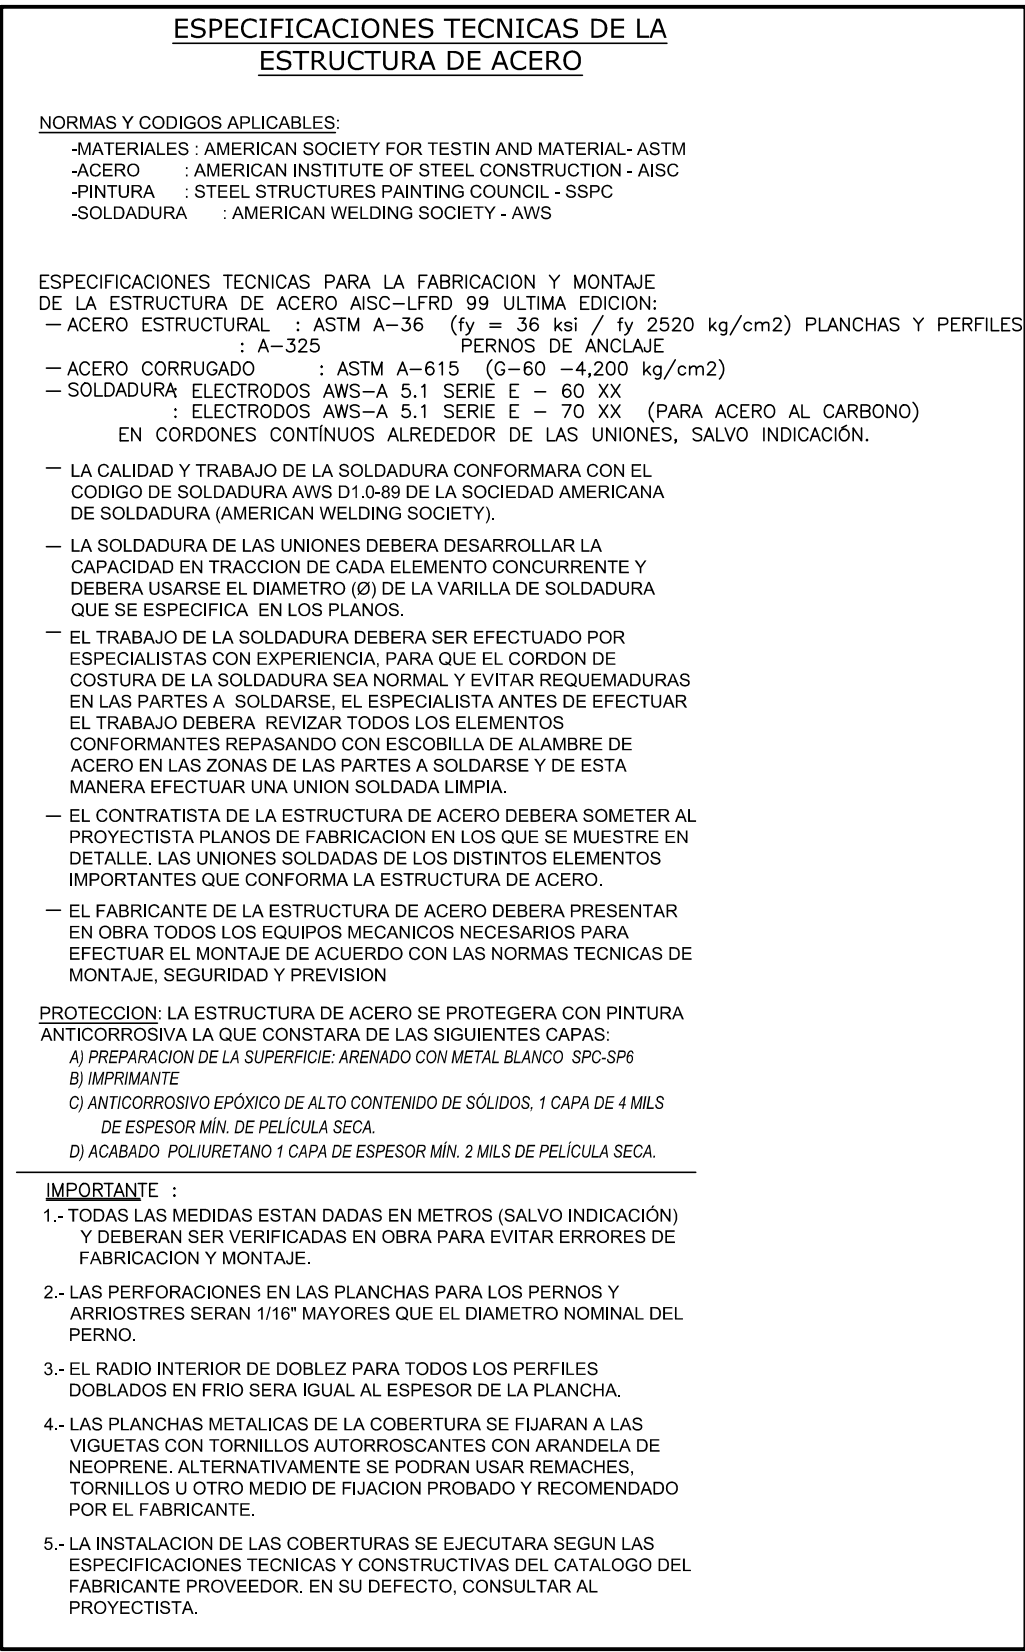 ESPECIFICACIONES TECNICAS DE LA
ESTRUCTURA DE ACERO
NORMAS Y CODIGOS APLICABLES:
-MATERIALES : AMERICAN SOCIETY FOR TESTIN AND MATERIAL- ASTM
-ACERO : AMERICAN INSTITUTE OF STEEL CONSTRUCTION - AISC
-PINTURA : STEEL STRUCTURES PAINTING COUNCIL - SSPC
-SOLDADURA : AMERICAN WELDING SOCIETY - AWS
ESPECIFICACIONES TECNICAS PARA LA FABRICACION Y MONTAJE
DE LA ESTRUCTURA DE ACERO AISC-LFRD 99 ULTIMA EDICION:
- ACERO ESTRUCTURAL : ASTM A-36 (fy = 36 ksi / fy 2520 kg/cm2) PLANCHAS Y PERFILES
: A-325 PERNOS DE ANCLAJE
- ACERO CORRUGADO : ASTM A-615 (G-60 -4,200 kg/cm2)
- SOLDADURA: ELECTRODOS AWS-A 5.1 SERIE E - 60 XX
: ELECTRODOS AWS-A 5.1 SERIE E - 70 XX (PARA ACERO AL CARBONO)
EN CORDONES CONTÍNUOS ALREDEDOR DE LAS UNIONES, SALVO INDICACIÓN.
- LA CALIDAD Y TRABAJO DE LA SOLDADURA CONFORMARA CON EL
CODIGO DE SOLDADURA AWS D1.0-89 DE LA SOCIEDAD AMERICANA
DE SOLDADURA (AMERICAN WELDING SOCIETY).
- LA SOLDADURA DE LAS UNIONES DEBERA DESARROLLAR LA
CAPACIDAD EN TRACCION DE CADA ELEMENTO CONCURRENTE Y
DEBERA USARSE EL DIAMETRO (Ø) DE LA VARILLA DE SOLDADURA
QUE SE ESPECIFICA EN LOS PLANOS.
- EL TRABAJO DE LA SOLDADURA DEBERA SER EFECTUADO POR
ESPECIALISTAS CON EXPERIENCIA, PARA QUE EL CORDON DE
COSTURA DE LA SOLDADURA SEA NORMAL Y EVITAR REQUEMADURAS
EN LAS PARTES A SOLDARSE, EL ESPECIALISTA ANTES DE EFECTUAR
EL TRABAJO DEBERA REVIZAR TODOS LOS ELEMENTOS
CONFORMANTES REPASANDO CON ESCOBILLA DE ALAMBRE DE
ACERO EN LAS ZONAS DE LAS PARTES A SOLDARSE Y DE ESTA
MANERA EFECTUAR UNA UNION SOLDADA LIMPIA.
- EL CONTRATISTA DE LA ESTRUCTURA DE ACERO DEBERA SOMETER AL
PROYECTISTA PLANOS DE FABRICACION EN LOS QUE SE MUESTRE EN
DETALLE. LAS UNIONES SOLDADAS DE LOS DISTINTOS ELEMENTOS
IMPORTANTES QUE CONFORMA LA ESTRUCTURA DE ACERO.
- EL FABRICANTE DE LA ESTRUCTURA DE ACERO DEBERA PRESENTAR
EN OBRA TODOS LOS EQUIPOS MECANICOS NECESARIOS PARA
EFECTUAR EL MONTAJE DE ACUERDO CON LAS NORMAS TECNICAS DE
MONTAJE, SEGURIDAD Y PREVISION
PROTECCION: LA ESTRUCTURA DE ACERO SE PROTEGERA CON PINTURA
ANTICORROSIVA LA QUE CONSTARA DE LAS SIGUIENTES CAPAS:
A) PREPARACION DE LA SUPERFICIE: ARENADO CON METAL BLANCO SPC-SP6
B) IMPRIMANTE
C) ANTICORROSIVO EPÓXICO DE ALTO CONTENIDO DE SÓLIDOS, 1 CAPA DE 4 MILS
DE ESPESOR MÍN. DE PELÍCULA SECA.
D) ACABADO POLIURETANO 1 CAPA DE ESPESOR MÍN. 2 MILS DE PELÍCULA SECA.
IMPORTANTE :
1.- TODAS LAS MEDIDAS ESTAN DADAS EN METROS (SALVO INDICACIÓN)
Y DEBERAN SER VERIFICADAS EN OBRA PARA EVITAR ERRORES DE
FABRICACION Y MONTAJE.
2.- LAS PERFORACIONES EN LAS PLANCHAS PARA LOS PERNOS Y
ARRIOSTRES SERAN 1/16" MAYORES QUE EL DIAMETRO NOMINAL DEL
PERNO.
3.- EL RADIO INTERIOR DE DOBLEZ PARA TODOS LOS PERFILES
DOBLADOS EN FRIO SERA IGUAL AL ESPESOR DE LA PLANCHA.
4.- LAS PLANCHAS METALICAS DE LA COBERTURA SE FIJARAN A LAS
VIGUETAS CON TORNILLOS AUTORROSCANTES CON ARANDELA DE
NEOPRENE. ALTERNATIVAMENTE SE PODRAN USAR REMACHES,
TORNILLOS U OTRO MEDIO DE FIJACION PROBADO Y RECOMENDADO
POR EL FABRICANTE.
5.- LA INSTALACION DE LAS COBERTURAS SE EJECUTARA SEGUN LAS
ESPECIFICACIONES TECNICAS Y CONSTRUCTIVAS DEL CATALOGO DEL
FABRICANTE PROVEEDOR. EN SU DEFECTO, CONSULTAR AL
PROYECTISTA.